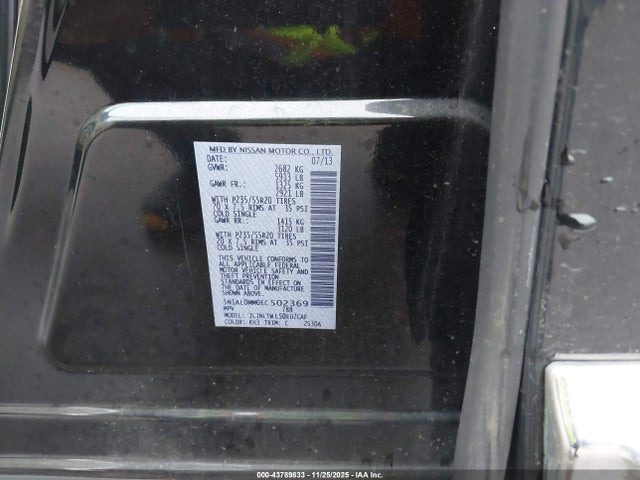 MFD BY NISSAN MOTOR CO., LTD.
DATE: 07/13
GVWR: 2682 KG
5913 LB
GAWR FR.: 1325 KG
2921 LB
WITH P235/55R20 TIRES
20 X 7.5 RIMS AT 35 PSI
COLD SINGLE
GAWR RR.: 1415 KG
3120 LB
WITH P235/55R20 TIRES
20 X 7.5 RIMS AT 35 PSI
COLD SINGLE
THIS VEHICLE CONFORMS TO
ALL APPLICABLE FEDERAL
MOTOR VEHICLE SAFETY AND
THEFT PREVENTION
STANDARDS IN EFFECT ON
THE DATE OF MANUFACTURE
SHOWN ABOVE.
5N1AL0MM0EC502369
MPV 788
MODEL:
COLOR: KH3 TRIM: C 2530A
000-43789833 - 11/25/2025 - IAA Inc.